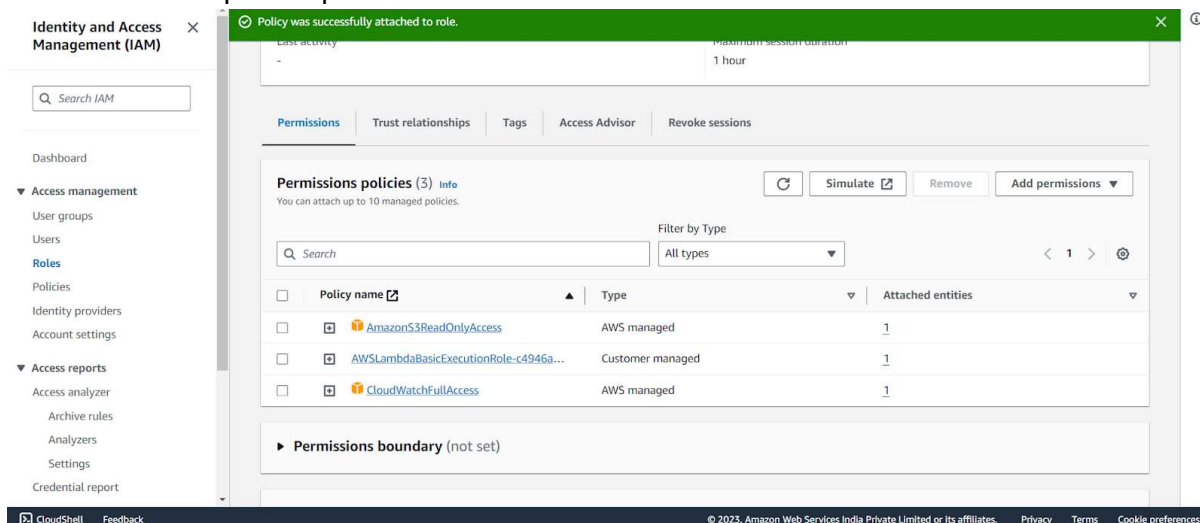 Identity and Access
Management (IAM)
Search IAM
Dashboard
Access management
User groups
Users
Roles
Policies
Identity providers
Account settings
Access reports
Access analyzer
Archive rules
Analyzers
Settings
Credential report
Policy was successfully attached to role.
Last activity
-
Maximum session duration
1 hour
Permissions
Trust relationships
Tags
Access Advisor
Revoke sessions
Permissions policies (3) Info
You can attach up to 10 managed policies.
Simulate
Remove
Add permissions
Filter by Type
Search
All types
1
Policy name
Type
Attached entities
AmazonS3ReadOnlyAccess
AWS managed
1
AWSLambdaBasicExecutionRole-c4946a...
Customer managed
1
CloudWatchFullAccess
AWS managed
1
Permissions boundary (not set)
CloudShell
Feedback
© 2023, Amazon Web Services India Private Limited or its affiliates.
Privacy
Terms
Cookie preferences